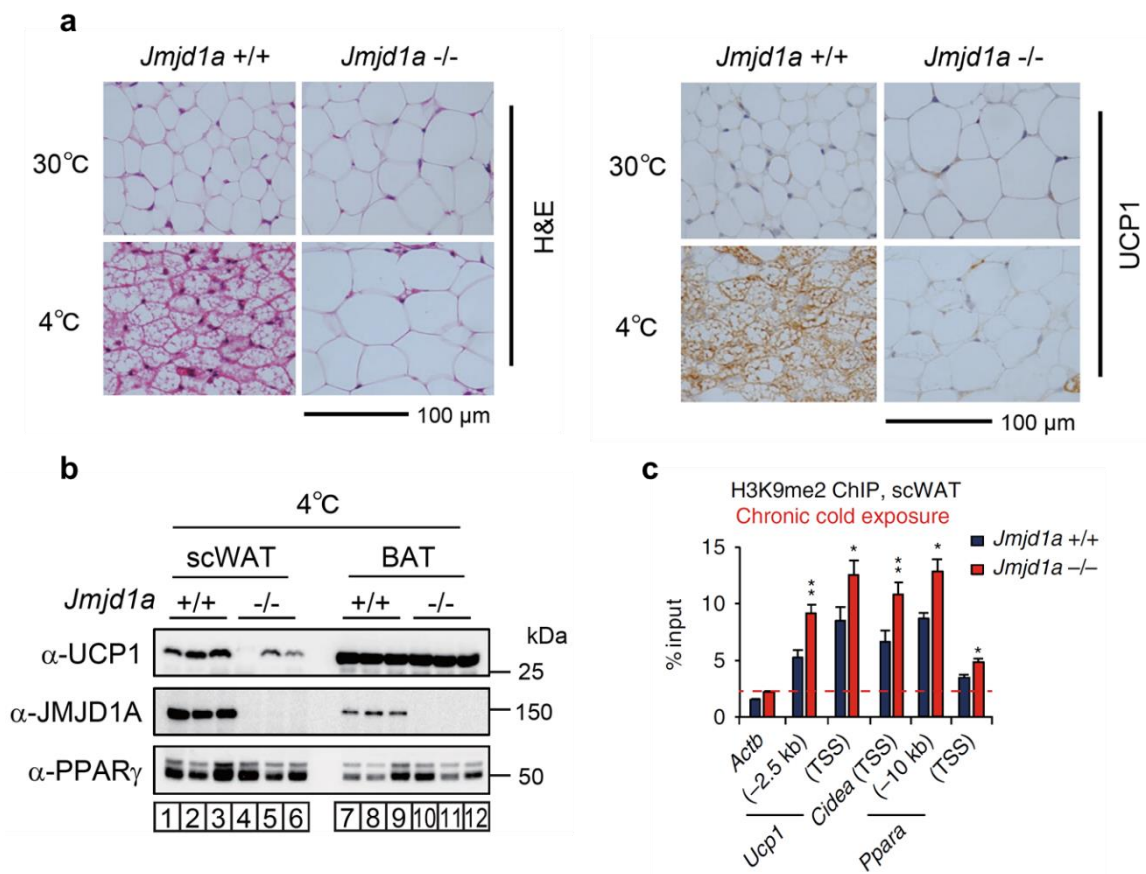 a
Jmjd1a +/+ Jmjd1a -/-
30°C
4°C
H&E
100 µm
Jmjd1a +/+ Jmjd1a -/-
30°C
4°C
UCP1
100 µm
b
4°C
scWAT BAT
Jmjd1a +/+ -/- +/+ -/-
kDa
α-UCP1 25
α-JMJD1A 150
α-PPARγ 50
1 2 3 4 5 6 7 8 9 10 11 12
c
H3K9me2 ChIP, scWAT
Chronic cold exposure
Jmjd1a +/+
Jmjd1a –/–
% input
15
10
5
0
* * * * * * * *
Actb
(–2.5 kb)
(TSS)
Cidea (TSS)
(–10 kb)
(TSS)
Ucp1
Ppara